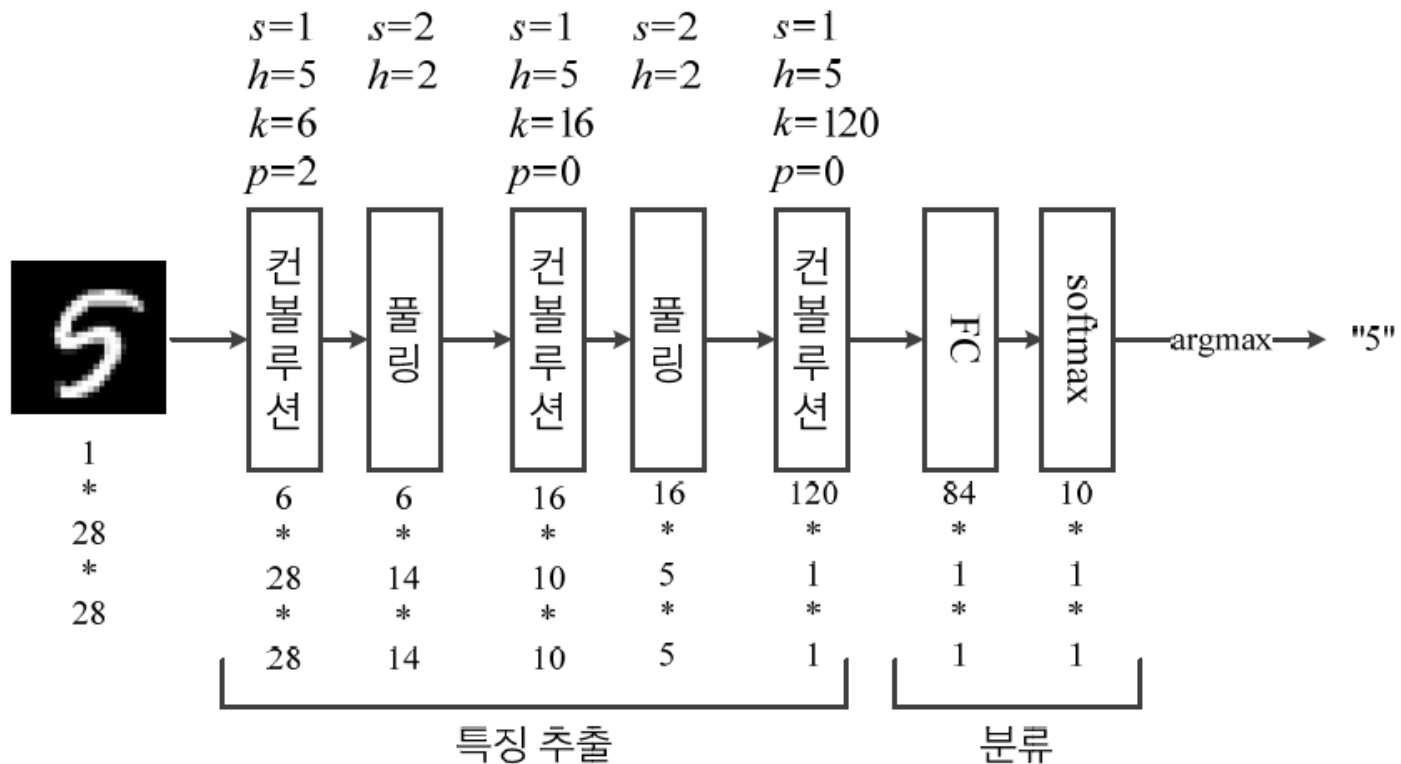 s=1 s=2 s=1 s=2 s=1
h=5 h=2 h=5 h=2 h=5
k=6 k=16 k=120
p=2 p=0 p=0
컨볼루션
풀링
컨볼루션
풀링
컨볼루션
FC
softmax
argmax
"5"
1
*
28
*
28
6 6 16 16 120 84 10
* * * * * * *
28 14 10 5 1 1 1
* * * * * * *
28 14 10 5 1 1 1
특징 추출 분류